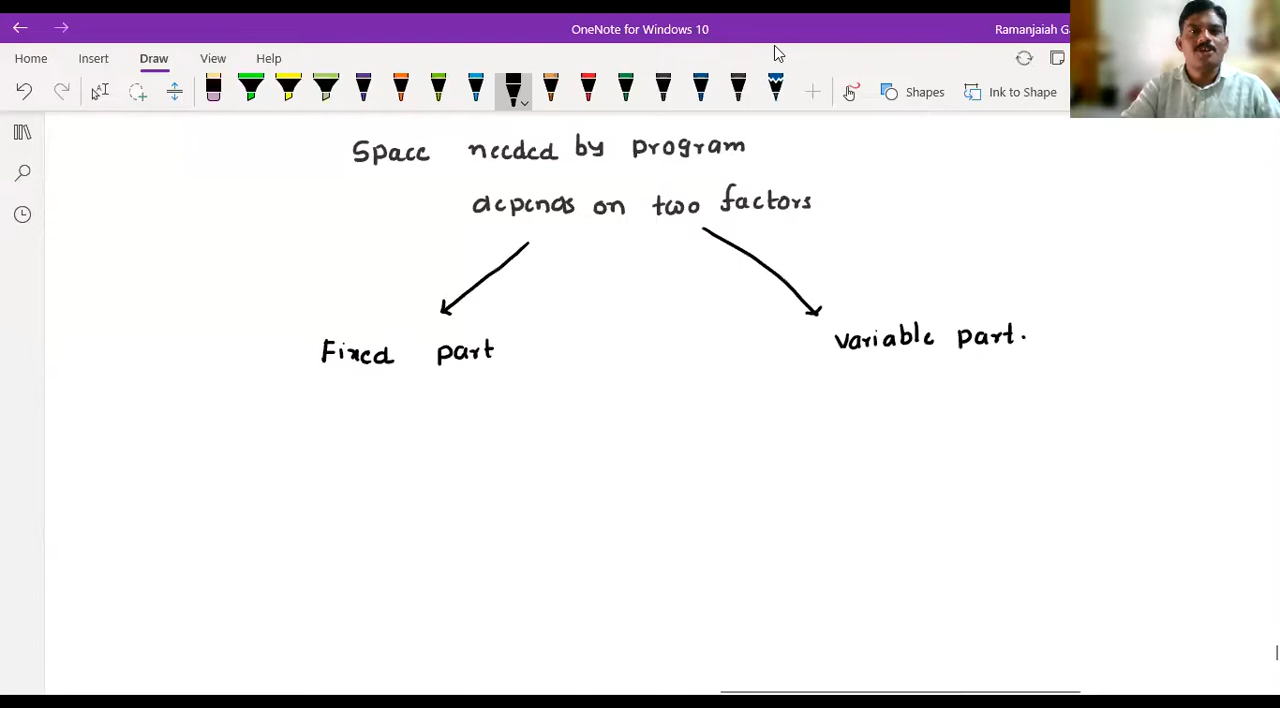 OneNote for Windows 10
Ramanjaiah G
Home Insert Draw View Help
Shapes
Ink to Shape
Space needed by program
depends on two factors
Fixed part
variable part.